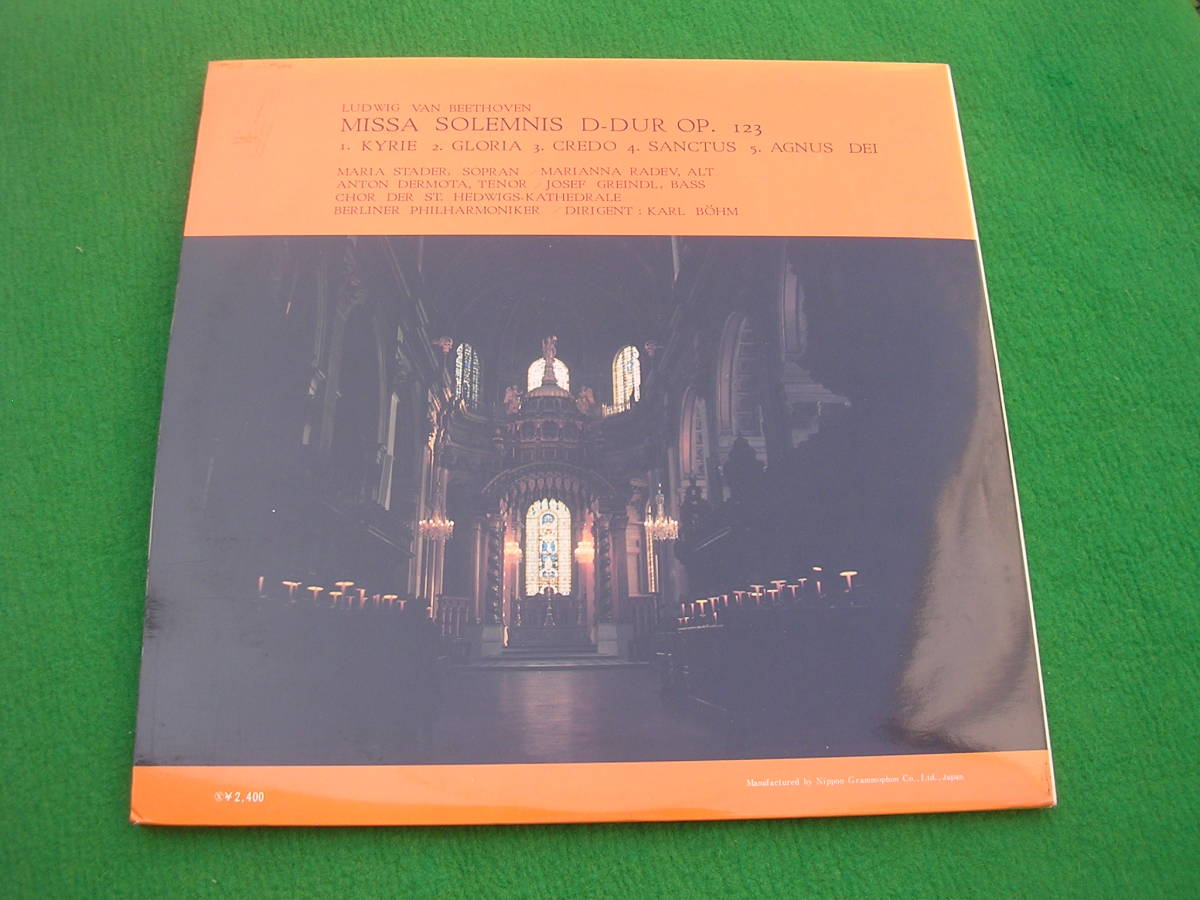 LUDWIG VAN BEETHOVEN
MISSA SOLEMNIS D-DUR OP. 123
1. KYRIE 2. GLORIA 3. CREDO 4. SANCTUS 5. AGNUS DEI
MARIA STADER, SOPRAN / MARIANNA RADEV, ALT
ANTON DERMOTA, TENOR / JOSEF GREINDL, BASS
CHOR DER ST. HEDWIGS-KATHEDRALE
BERLINER PHILHARMONIKER / DIRIGENT : KARL BÖHM
Ⓧ¥2,400
Manufactured by Nippon Grammophon Co., Ltd., Japan